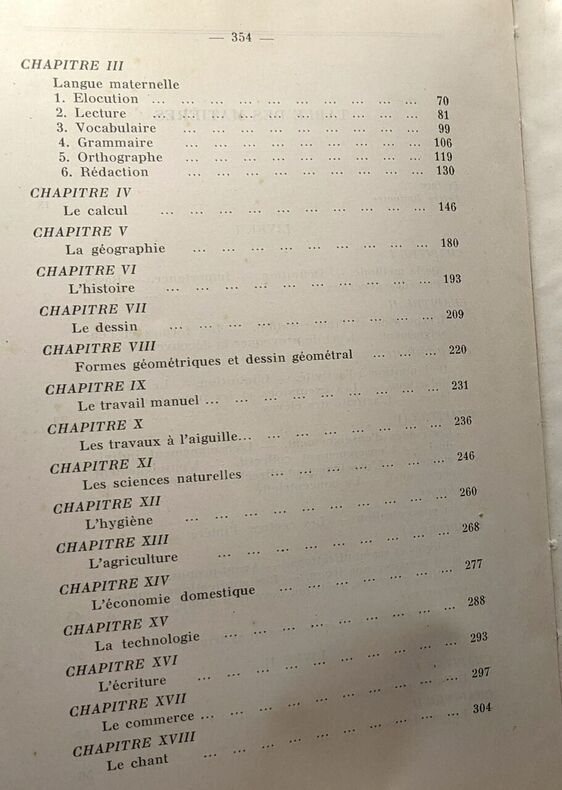 — 354 —
CHAPITRE III
Langue maternelle
1. Elocution ... ... ... ... ... ... ... ... ... 70
2. Lecture ... ... ... ... ... ... ... ... ... 81
3. Vocabulaire ... ... ... ... ... ... ... ... 99
4. Grammaire ... ... ... ... ... ... ... ... 106
5. Orthographe ... ... ... ... ... ... ... ... 119
6. Rédaction ... ... ... ... ... ... ... ... 130
CHAPITRE IV
Le calcul ... ... ... ... ... ... ... ... ... 146
CHAPITRE V
La géographie ... ... ... ... ... ... ... ... 180
CHAPITRE VI
L'histoire ... ... ... ... ... ... ... ... ... 193
CHAPITRE VII
Le dessin ... ... ... ... ... ... ... ... ... 209
CHAPITRE VIII
Formes géométriques et dessin géométral ... ... ... 220
CHAPITRE IX
Le travail manuel ... ... ... ... ... ... ... ... 231
CHAPITRE X
Les travaux à l'aiguille... ... ... ... ... ... ... 236
CHAPITRE XI
Les sciences naturelles ... ... ... ... ... ... 246
CHAPITRE XII
L'hygiène ... ... ... ... ... ... ... ... ... 260
CHAPITRE XIII
L'agriculture ... ... ... ... ... ... ... ... 268
CHAPITRE XIV
L'économie domestique ... ... ... ... ... ... 277
CHAPITRE XV
La technologie ... ... ... ... ... ... ... ... 288
CHAPITRE XVI
L'écriture ... ... ... ... ... ... ... ... ... 293
CHAPITRE XVII
Le commerce ... ... ... ... ... ... ... ... ... 297
CHAPITRE XVIII
Le chant ... ... ... ... ... ... ... ... ... 304